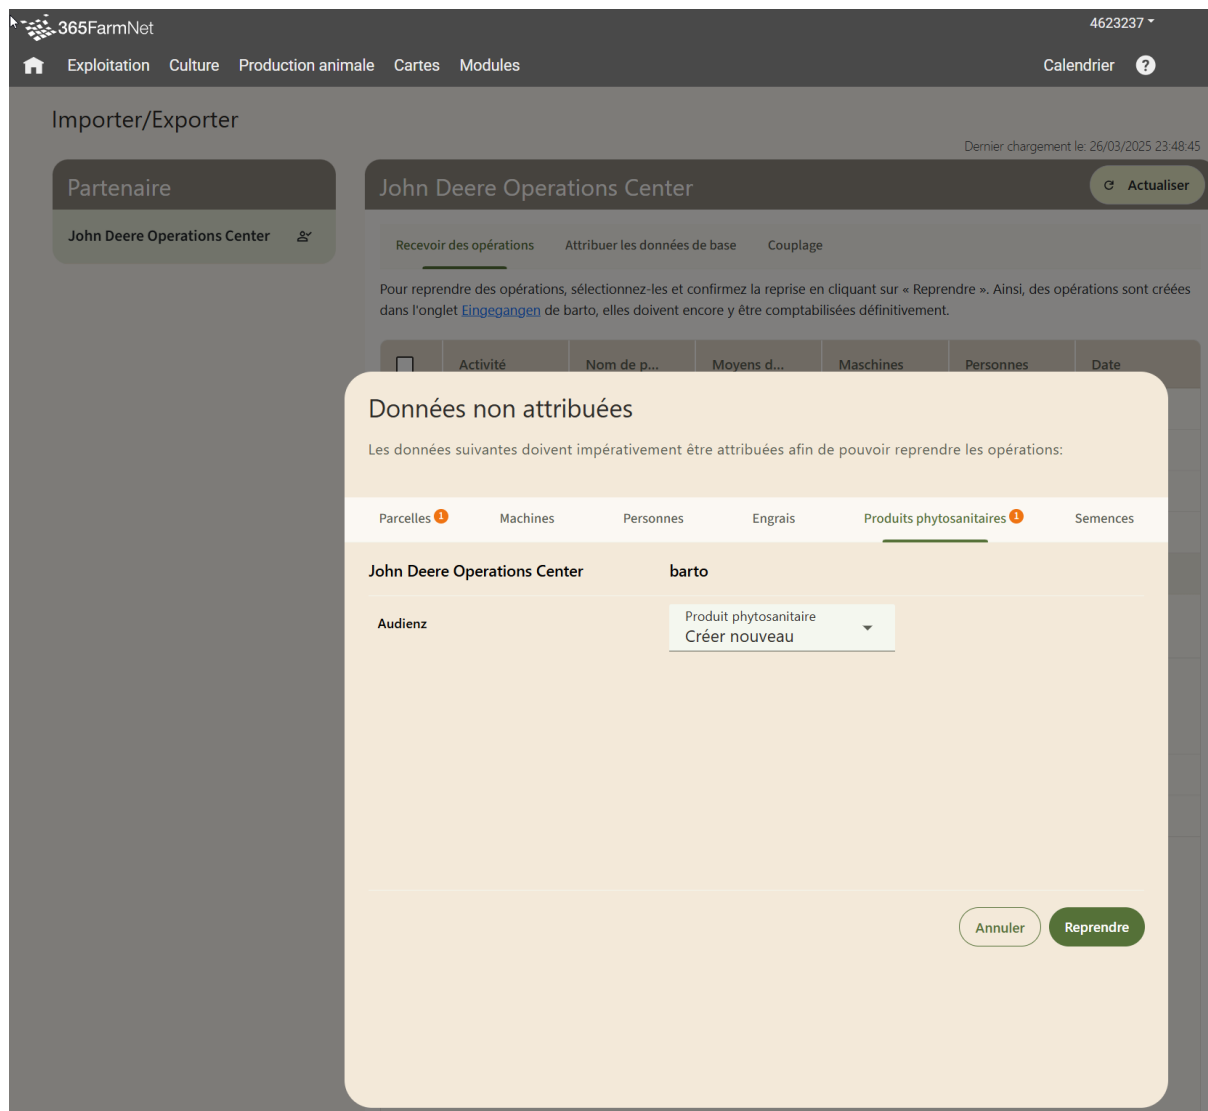 365FarmNet
4623237
Exploitation Culture Production animale Cartes Modules Calendrier ?
Importer/Exporter
Dernier chargement le: 26/03/2025 23:48:45
Partenaire
John Deere Operations Center
Actualiser
John Deere Operations Center
Recevoir des opérations Attribuer les données de base Couplage
Pour reprendre des opérations, sélectionnez-les et confirmez la reprise en cliquant sur « Reprendre ». Ainsi, des opérations sont créées
dans l'onglet Eingegangen de barto, elles doivent encore y être comptabilisées définitivement.
Activité Nom de p... Moyens d... Maschines Personnes Date
Données non attribuées
Les données suivantes doivent impérativement être attribuées afin de pouvoir reprendre les opérations:
Parcelles 1 Machines Personnes Engrais Produits phytosanitaires 1 Semences
John Deere Operations Center barto
Audienz
Produit phytosanitaire
Créer nouveau
Annuler Reprendre